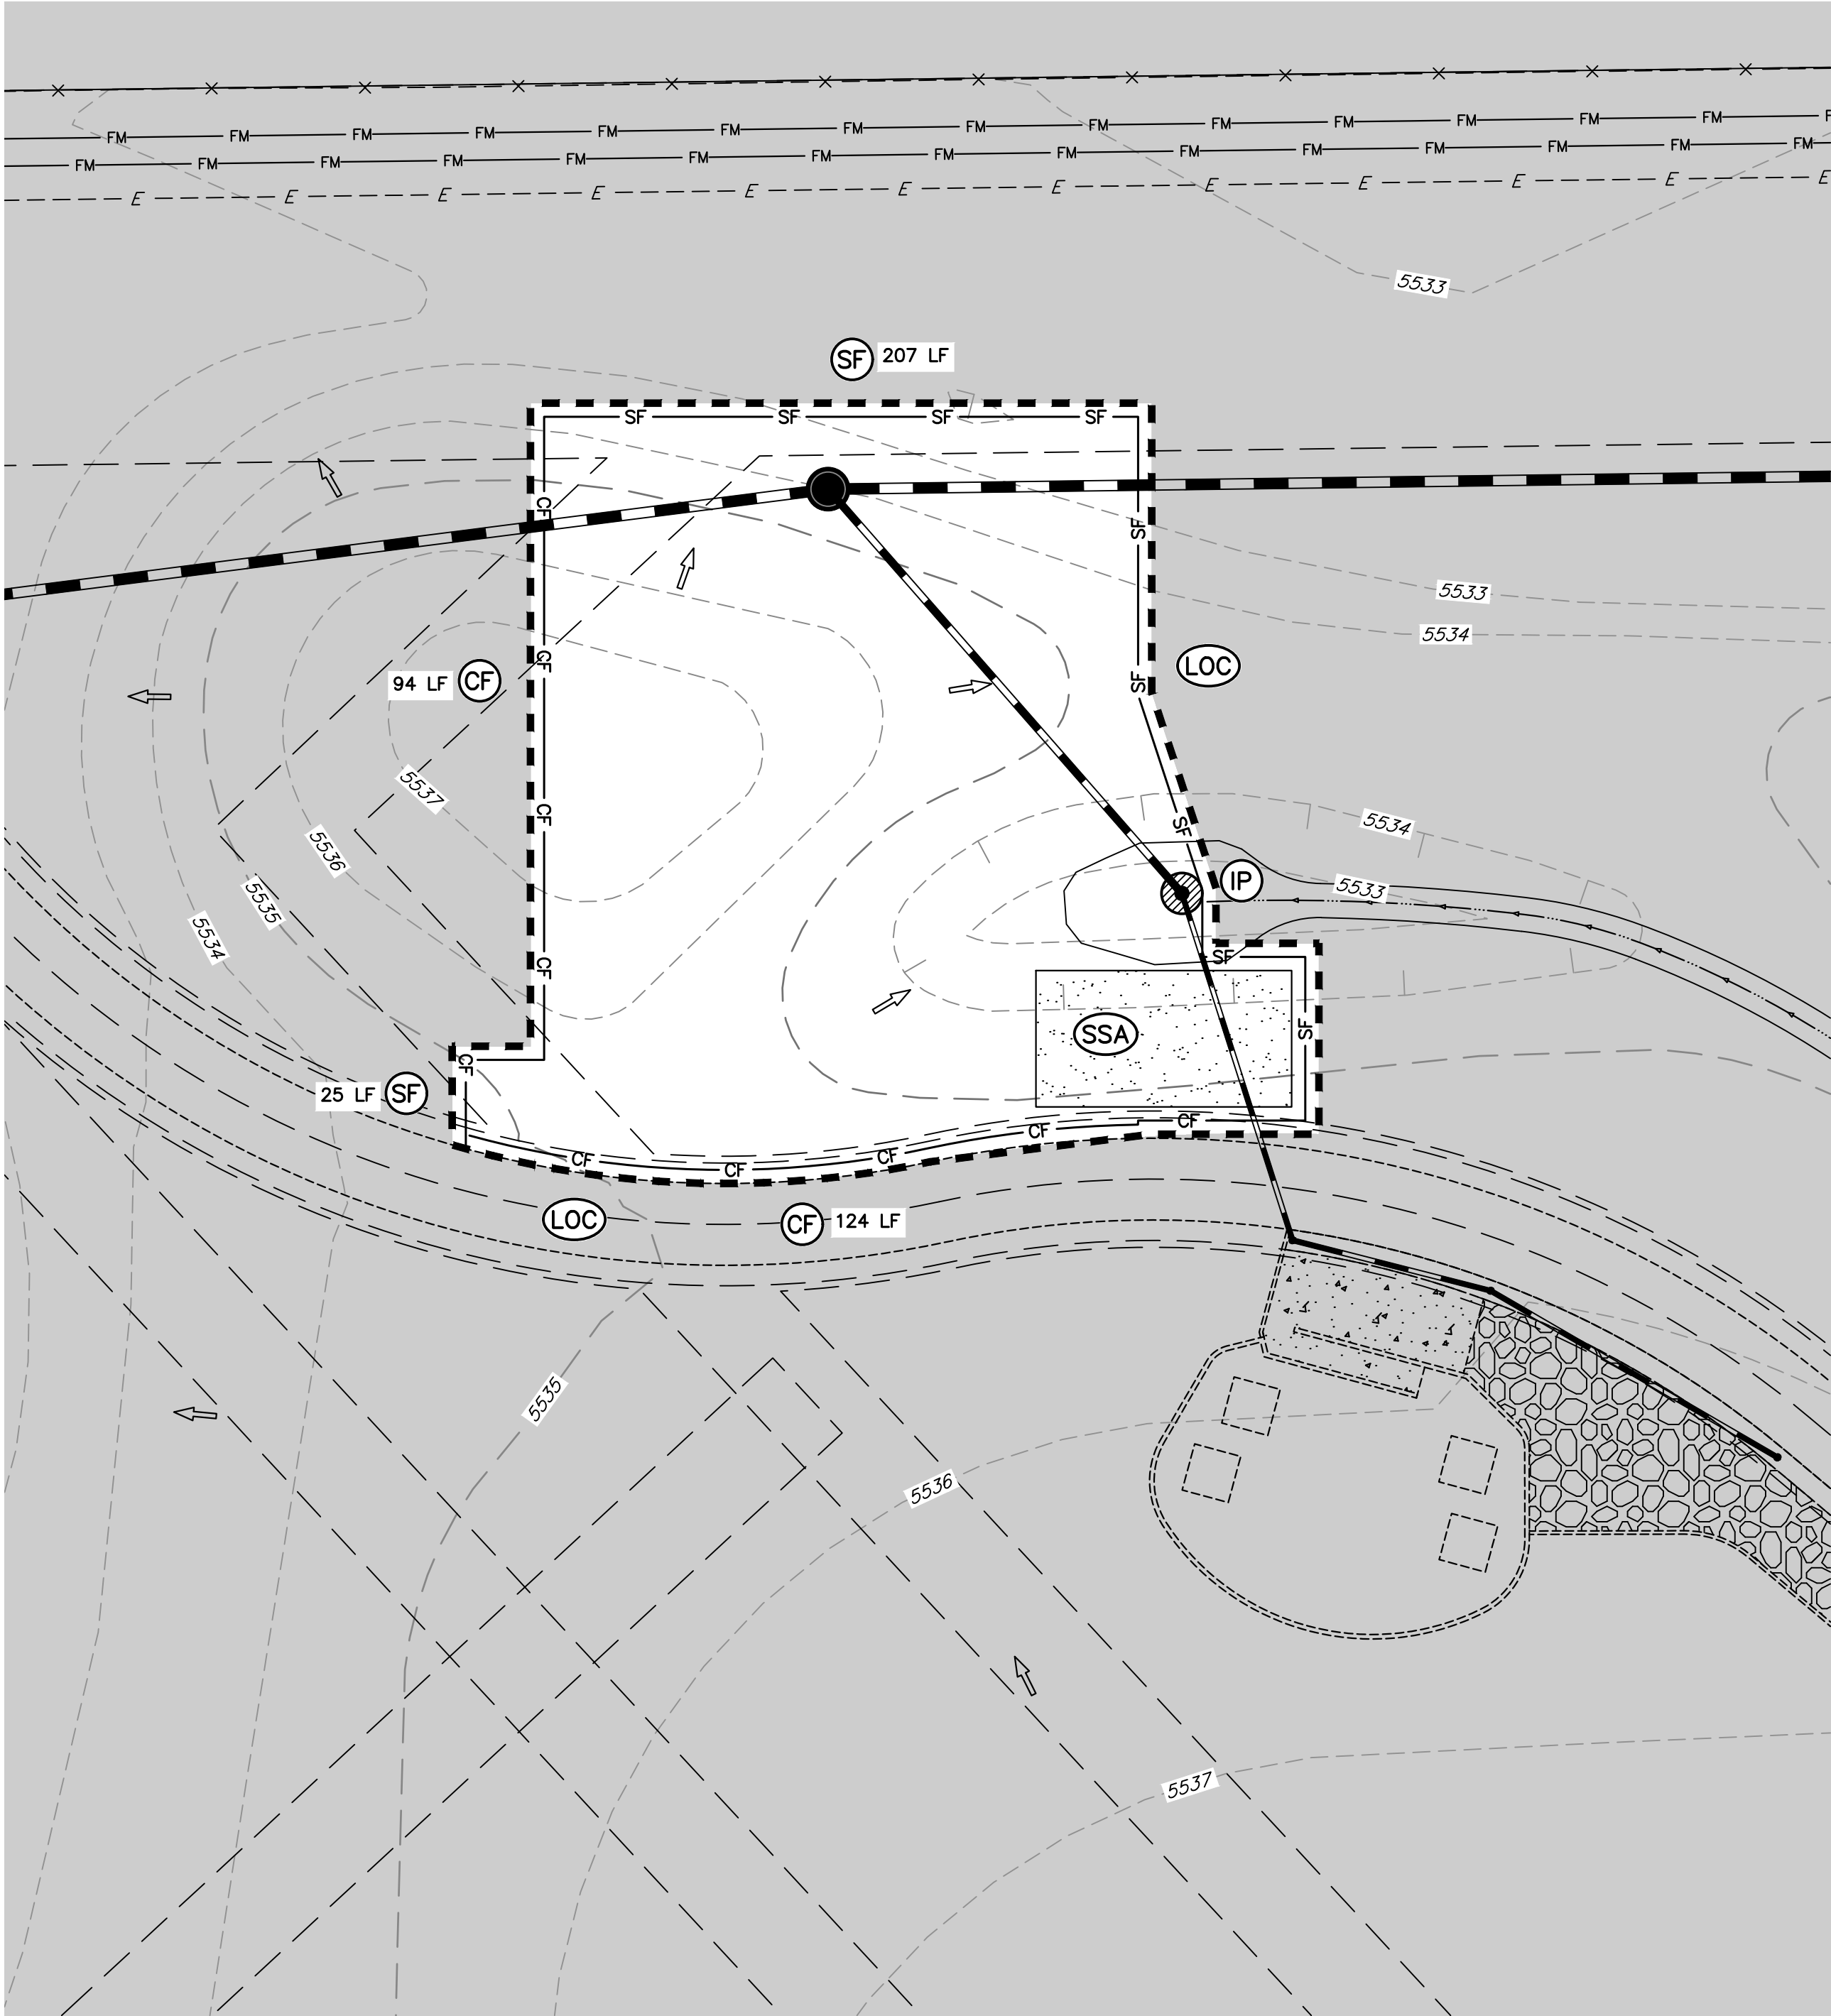 FM FM FM FM FM FM FM FM FM FM FM FM FM FM F
FM FM FM FM FM FM FM FM FM FM FM FM FM FM FM
E E E E E E E E E E E E
5533
SF 207 LF
SF SF SF SF
CF
SF
5533
5534
CF
LOC
94 LF CF
SF
5537
CF
SF
5534
5536
IP
5533
5535
5534
CF
SF
SSA
SF
CF
25 LF SF
CF CF CF CF CF
LOC
CF 124 LF
5535
5536
5537